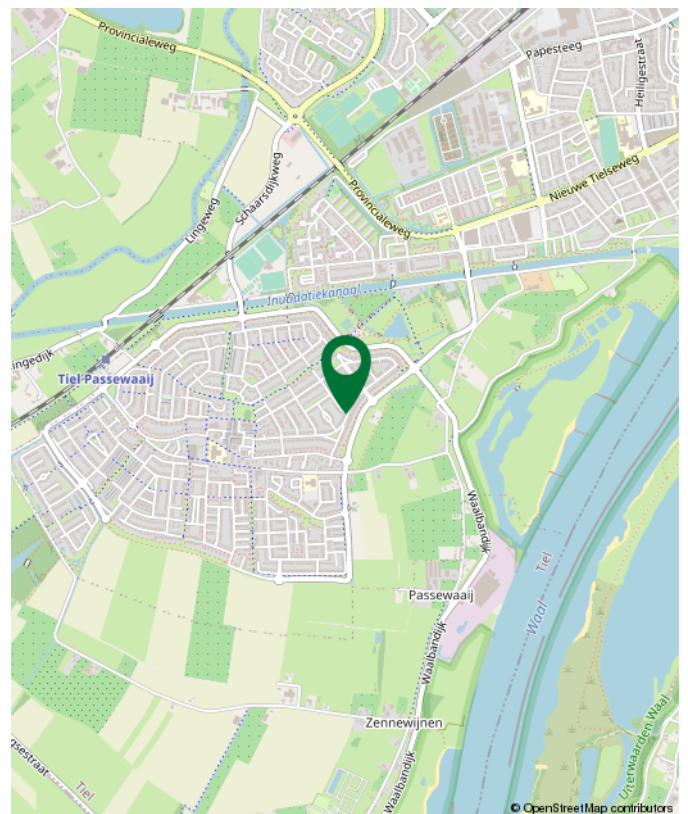 Provincialeweg
Papesteeg
Heiligestraat
Nieuwe Tielseweg
Schaarsdijkweg
Lingeweg
Provincialeweg
Inundatiekanaal
Tiel Passewaaij
Waalbandijk
Tiel
Waal
Passewaaij
Waalbandijk
Zennewijnen
Uiterwaarden Waal
Tiel
Waalbandijk
© OpenStreetMap contributors